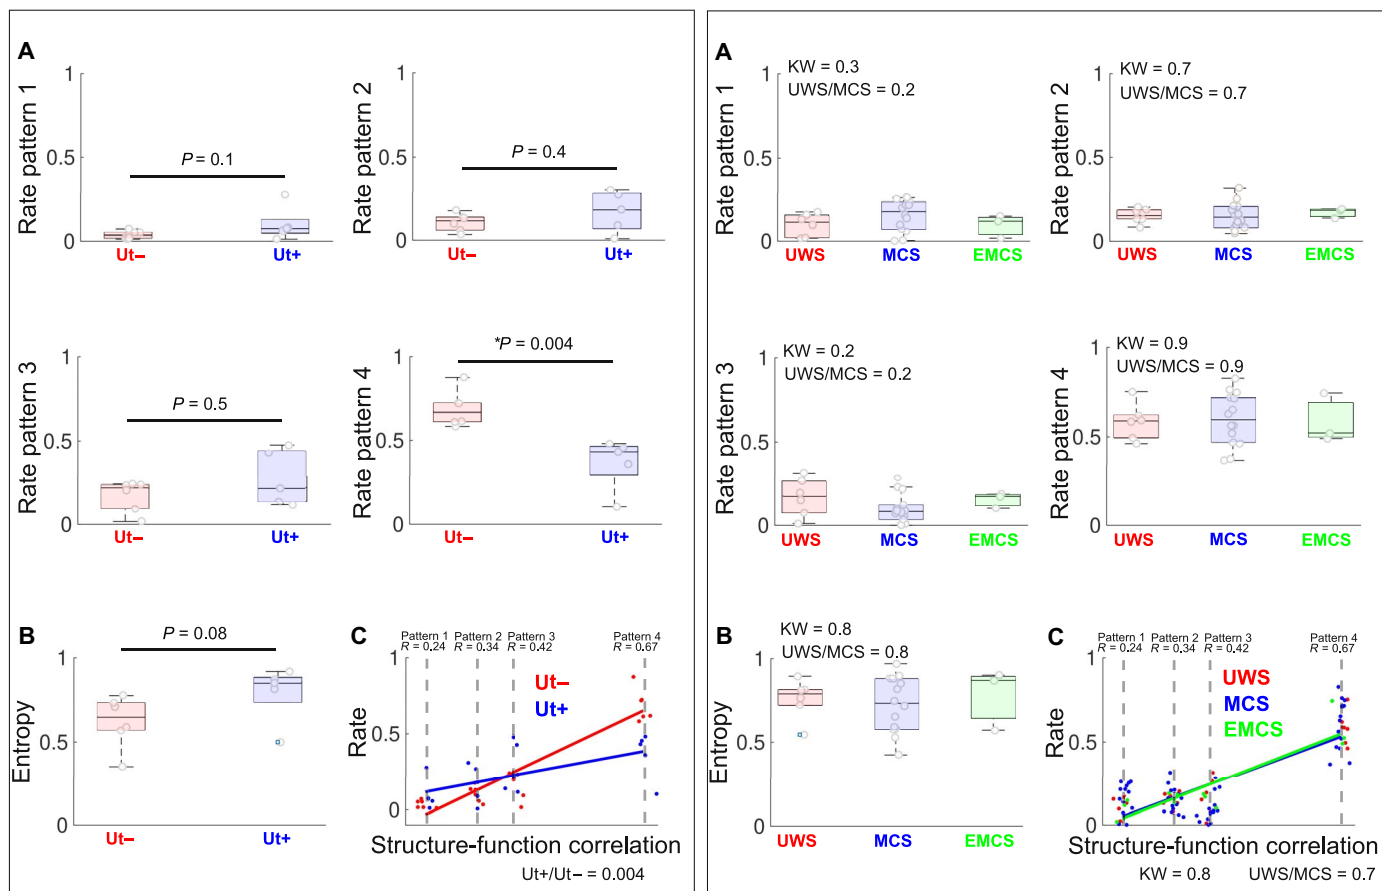 A
Rate pattern 1
1
0.5
0
P = 0.1
Ut−
Ut+
Rate pattern 2
1
0.5
0
P = 0.4
Ut−
Ut+
Rate pattern 3
1
0.5
0
P = 0.5
Ut−
Ut+
Rate pattern 4
1
0.5
0
*P = 0.004
Ut−
Ut+
B
Entropy
1
0.5
0
P = 0.08
Ut−
Ut+
C
Pattern 1 Pattern 2 Pattern 3 Pattern 4
R = 0.24 R = 0.34 R = 0.42 R = 0.67
Rate
1
0.5
0
Ut−
Ut+
Structure-function correlation
Ut+/Ut− = 0.004
A
Rate pattern 1
1
0.5
0
KW = 0.3
UWS/MCS = 0.2
UWS
MCS
EMCS
Rate pattern 2
1
0.5
0
KW = 0.7
UWS/MCS = 0.7
UWS
MCS
EMCS
Rate pattern 3
1
0.5
0
KW = 0.2
UWS/MCS = 0.2
UWS
MCS
EMCS
Rate pattern 4
1
0.5
0
KW = 0.9
UWS/MCS = 0.9
UWS
MCS
EMCS
B
Entropy
1
0.5
0
KW = 0.8
UWS/MCS = 0.8
UWS
MCS
EMCS
C
Pattern 1 Pattern 2 Pattern 3 Pattern 4
R = 0.24 R = 0.34 R = 0.42 R = 0.67
Rate
1
0.5
0
UWS
MCS
EMCS
Structure-function correlation
KW = 0.8 UWS/MCS = 0.7